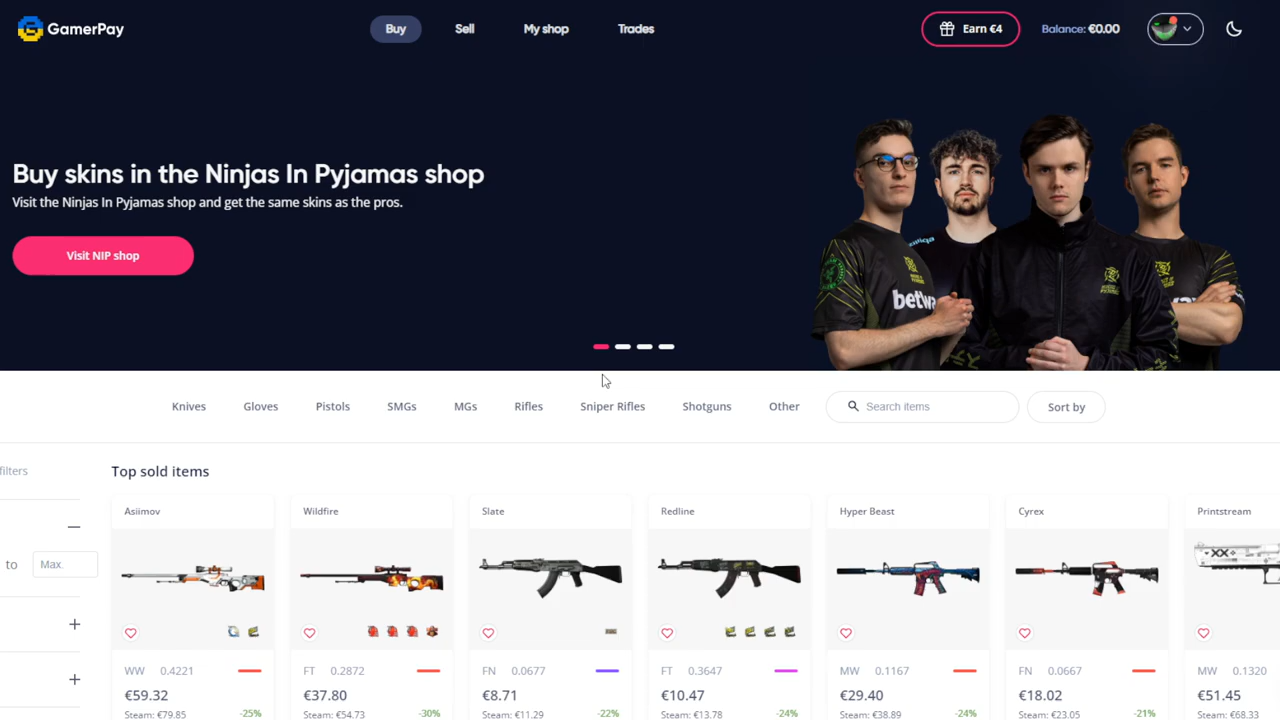 GamerPay
Buy Sell My shop Trades Earn €4 Balance: €0.00
Buy skins in the Ninjas In Pyjamas shop
Visit the Ninjas In Pyjamas shop and get the same skins as the pros.
Visit NIP shop
betwa
Knives Gloves Pistols SMGs MGs Rifles Sniper Rifles Shotguns Other Search items Sort by
filters
Top sold items
to Max.
Asiimov Wildfire Slate Redline Hyper Beast Cyrex Printstream
WW 0.4221 FT 0.2872 FN 0.0677 FT 0.3647 MW 0.1167 FN 0.0667 MW 0.1320
€59.32 €37.80 €8.71 €10.47 €29.40 €18.02 €51.45
Steam: €79.85 -25% Steam: €54.73 -30% Steam: €11.29 -22% Steam: €13.78 -24% Steam: €38.89 -24% Steam: €23.05 -21% Steam: €68.33